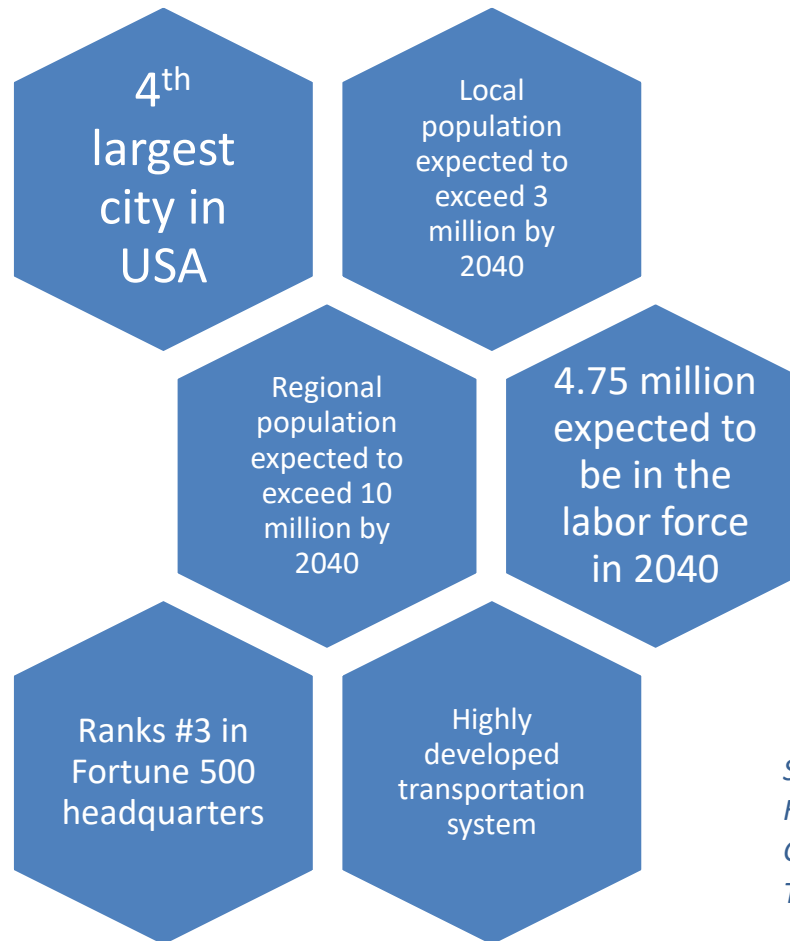 4th
largest
city in
USA
Local
population
expected to
exceed 3
million by
2040
Regional
population
expected to
exceed 10
million by
2040
4.75 million
expected to
be in the
labor force
in 2040
Ranks #3 in
Fortune 500
headquarters
Highly
developed
transportation
system